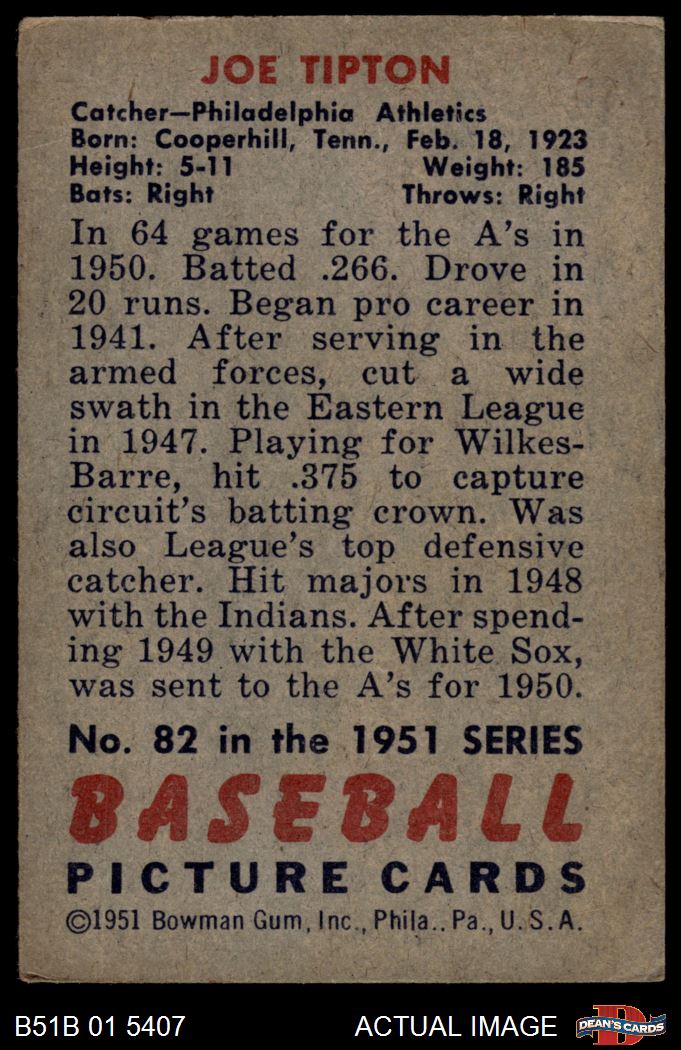 JOE TIPTON
Catcher—Philadelphia Athletics
Born: Cooperhill, Tenn., Feb. 18, 1923
Height: 5-11 Weight: 185
Bats: Right Throws: Right
In 64 games for the A's in
1950. Batted .266. Drove in
20 runs. Began pro career in
1941. After serving in the
armed forces, cut a wide
swath in the Eastern League
in 1947. Playing for Wilkes-
Barre, hit .375 to capture
circuit's batting crown. Was
also League's top defensive
catcher. Hit majors in 1948
with the Indians. After spend-
ing 1949 with the White Sox,
was sent to the A's for 1950.
No. 82 in the 1951 SERIES
BASEBALL
PICTURE CARDS
©1951 Bowman Gum, Inc., Phila.. Pa., U.S.A.
B51B 01 5407 ACTUAL IMAGE D DEAN'S CARDS